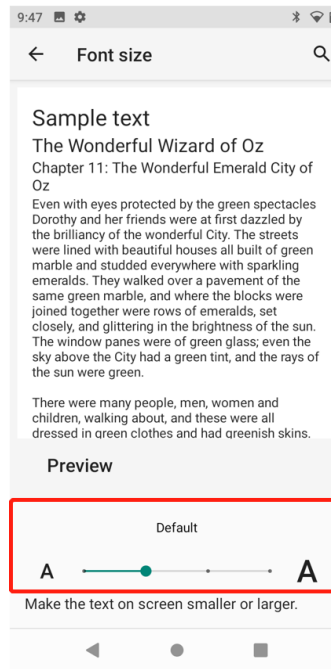 9:47
Font size
Sample text
The Wonderful Wizard of Oz
Chapter 11: The Wonderful Emerald City of
Oz
Even with eyes protected by the green spectacles
Dorothy and her friends were at first dazzled by
the brilliancy of the wonderful City. The streets
were lined with beautiful houses all built of green
marble and studded everywhere with sparkling
emeralds. They walked over a pavement of the
same green marble, and where the blocks were
joined together were rows of emeralds, set
closely, and glittering in the brightness of the sun.
The window panes were of green glass; even the
sky above the City had a green tint, and the rays of
the sun were green.
There were many people, men, women and
children, walking about, and these were all
dressed in green clothes and had greenish skins.
Preview
Default
A A
Make the text on screen smaller or larger.